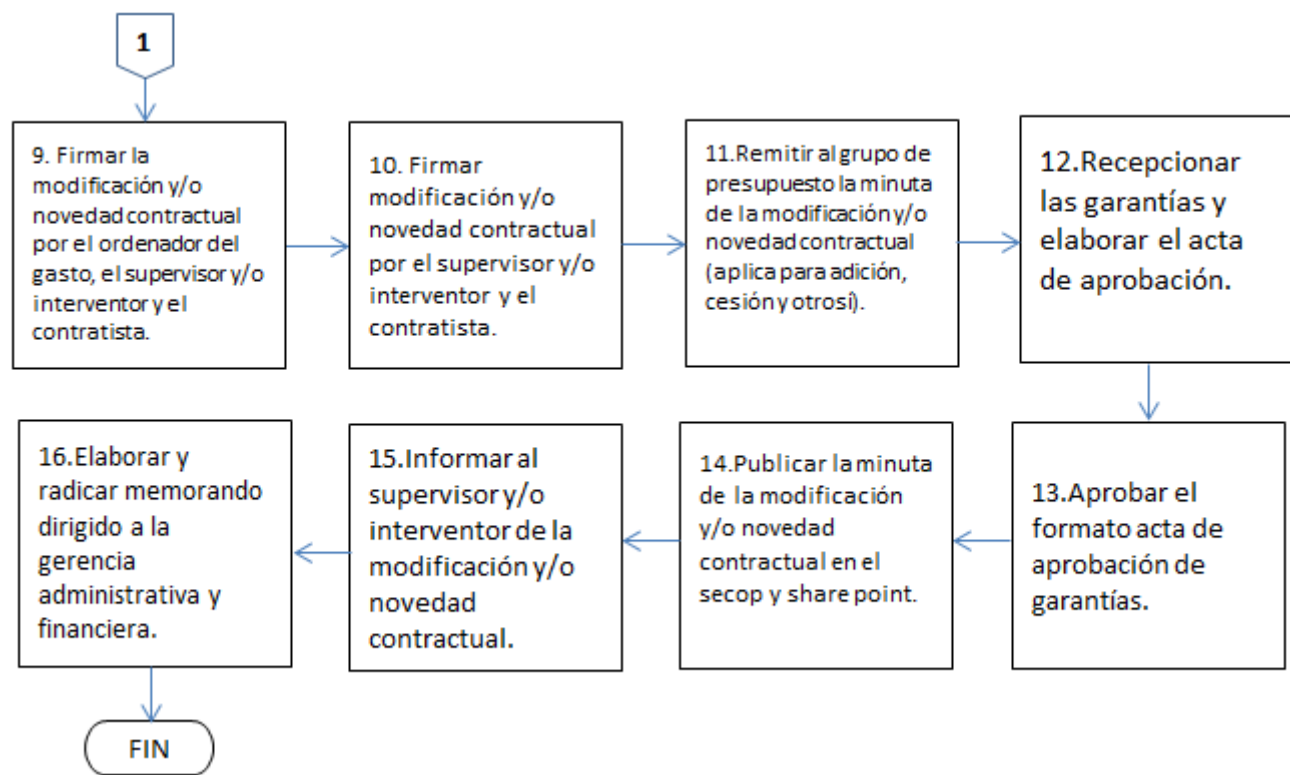 1
9. Firmar la
modificación y/o
novedad contractual
por el ordenador del
gasto, el supervisor y/o
interventor y el
contratista.
10. Firmar
modificación y/o
novedad contractual
por el supervisor y/o
interventor y el
contratista.
11.Remitir al grupo de
presupuesto la minuta
de la modificación y/o
novedad contractual
(aplica para adición,
cesión y otrosí).
12.Recepcionar
las garantías y
elaborar el acta
de aprobación.
13.Aprobar el
formato acta de
aprobación de
garantías.
14.Publicar la minuta
de la modificación
y/o novedad
contractual en el
secop y share point.
15.Informar al
supervisor y/o
interventor de la
modificación y/o
novedad
contractual.
16.Elaborar y
radicar memorando
dirigido a la
gerencia
administrativa y
financiera.
FIN